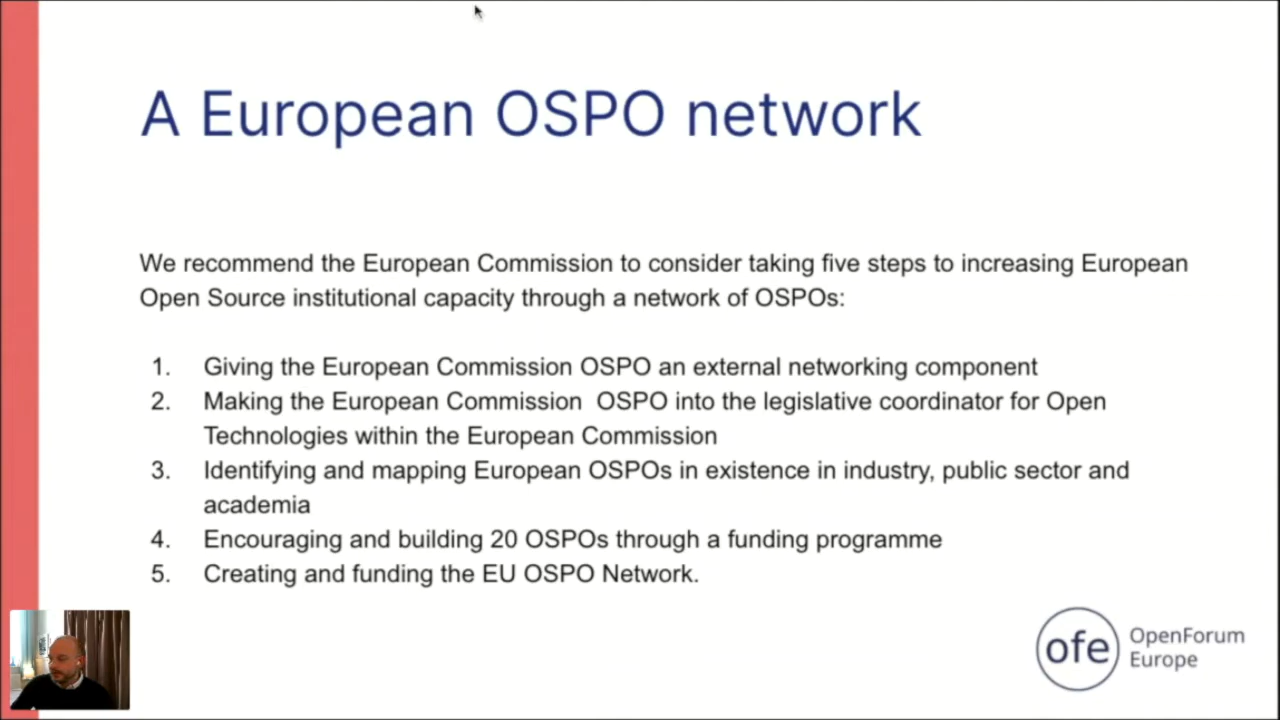 A European OSPO network
We recommend the European Commission to consider taking five steps to increasing European
Open Source institutional capacity through a network of OSPOs:
1. Giving the European Commission OSPO an external networking component
2. Making the European Commission  OSPO into the legislative coordinator for Open
Technologies within the European Commission
3. Identifying and mapping European OSPOs in existence in industry, public sector and
academia
4. Encouraging and building 20 OSPOs through a funding programme
5. Creating and funding the EU OSPO Network.
ofe
OpenForum
Europe